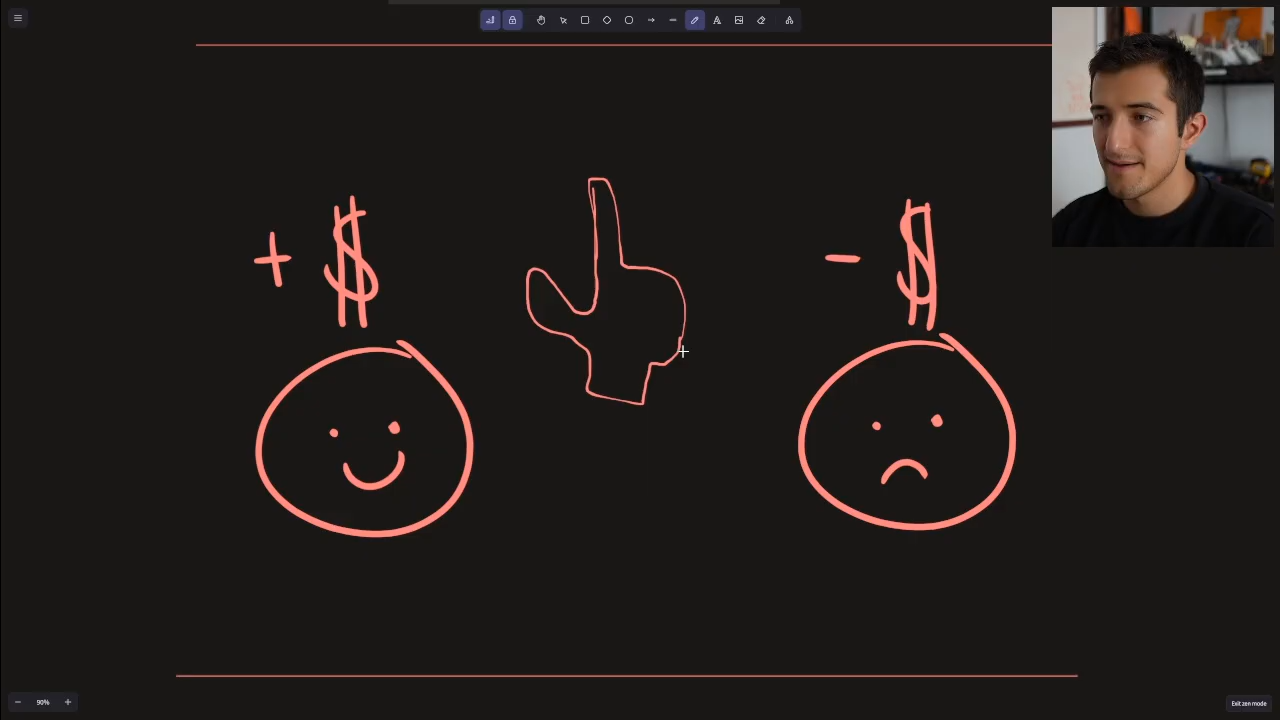 + $
- $
90%
Exit zen mode